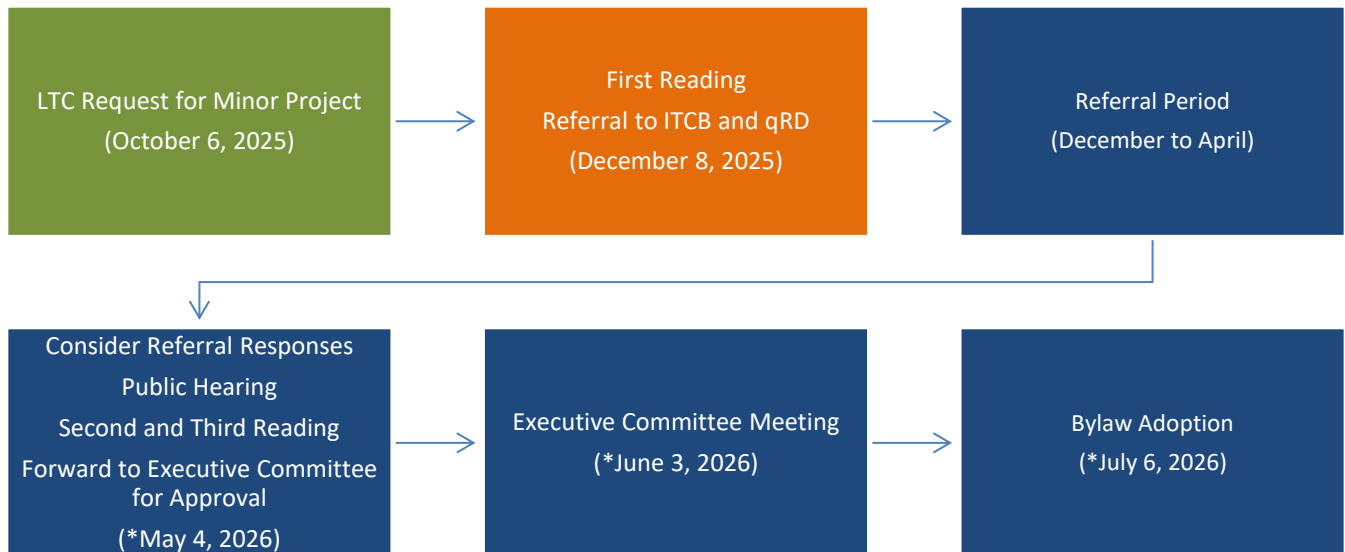 LTC Request for Minor Project
(October 6, 2025)
First Reading
Referral to ITCB and qRD
(December 8, 2025)
Referral Period
(December to April)
Consider Referral Responses
Public Hearing
Second and Third Reading
Forward to Executive Committee
for Approval
(*May 4, 2026)
Executive Committee Meeting
(*June 3, 2026)
Bylaw Adoption
(*July 6, 2026)